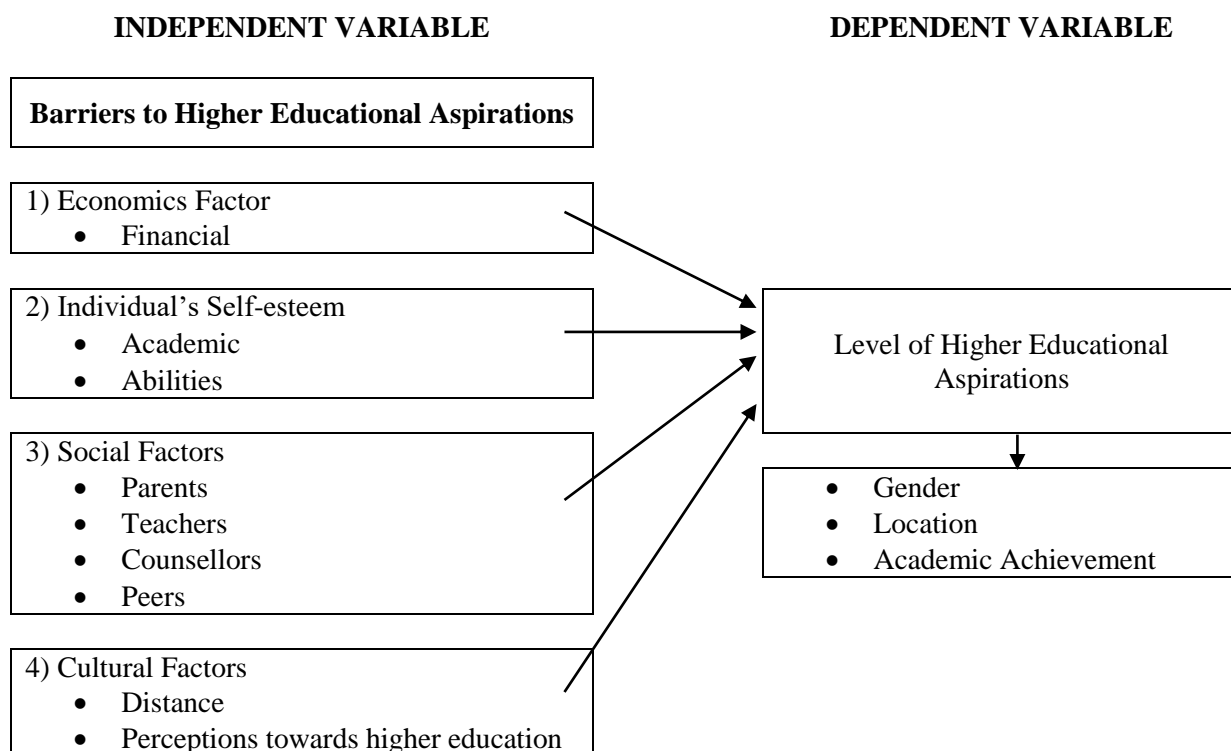 INDEPENDENT VARIABLE
DEPENDENT VARIABLE
Barriers to Higher Educational Aspirations
1) Economics Factor
• Financial
2) Individual’s Self-esteem
• Academic
• Abilities
3) Social Factors
• Parents
• Teachers
• Counsellors
• Peers
4) Cultural Factors
• Distance
• Perceptions towards higher education
Level of Higher Educational
Aspirations
• Gender
• Location
• Academic Achievement